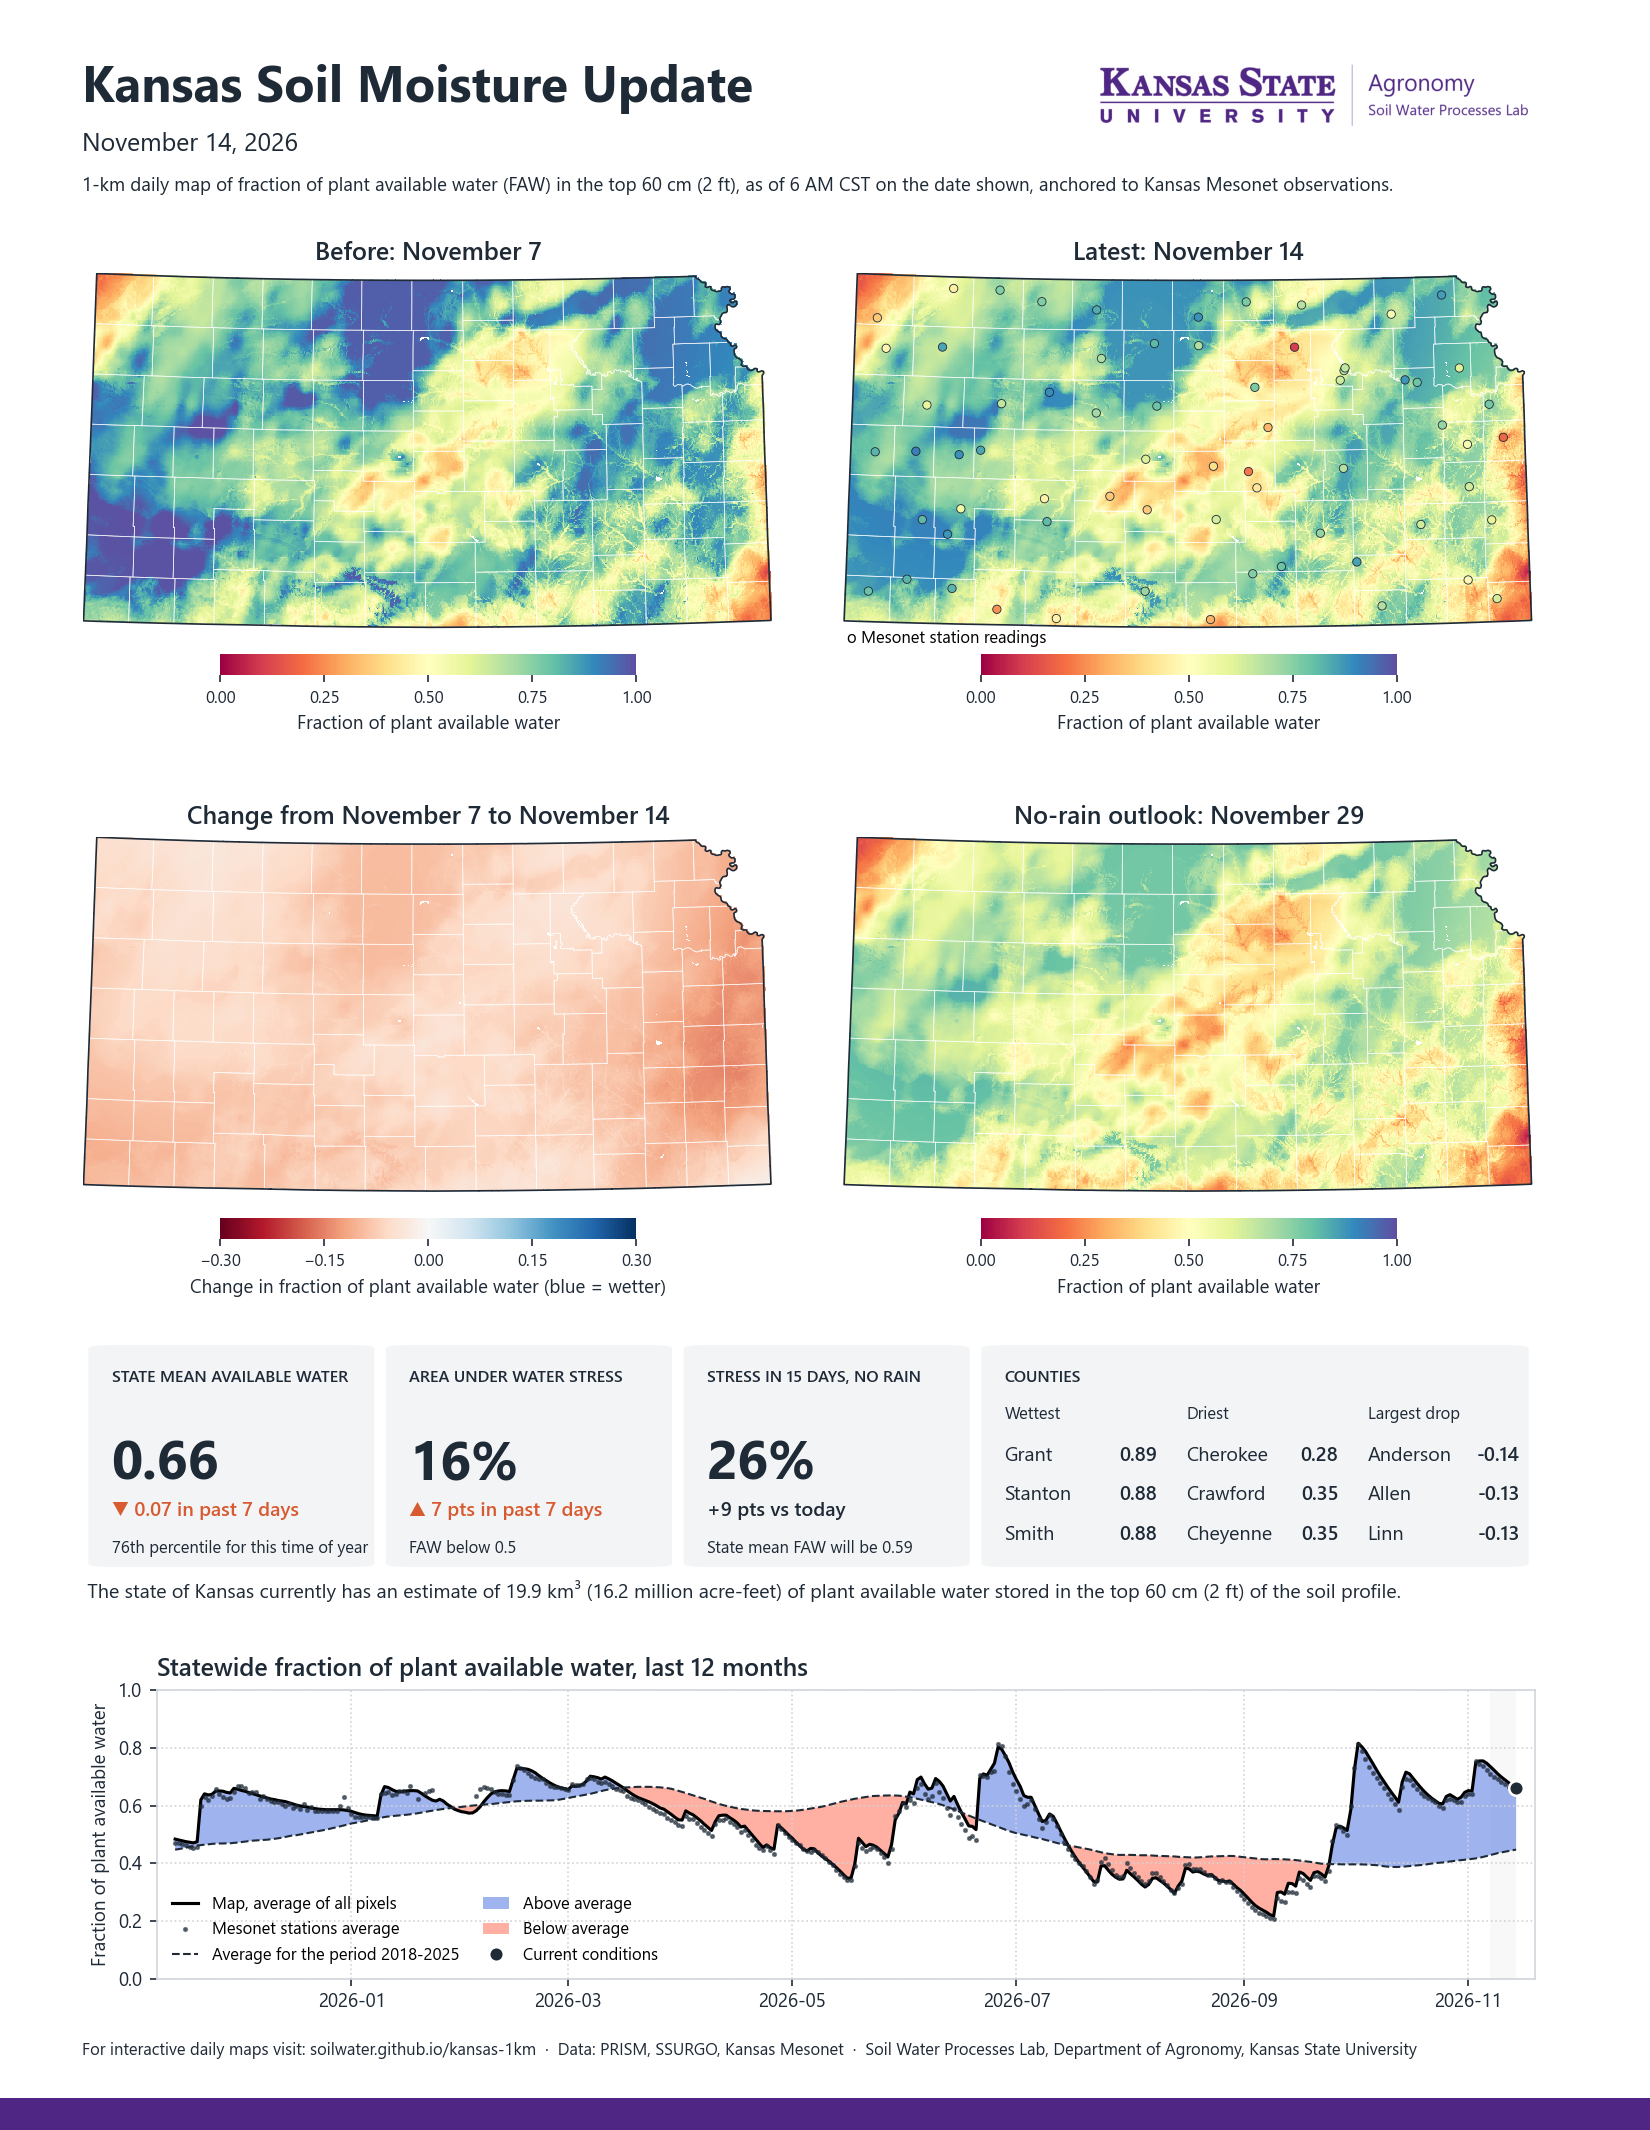 Kansas Soil Moisture Update
November 14, 2026
KANSAS STATE
UNIVERSITY
Agronomy
Soil Water Processes Lab
1-km daily map of fraction of plant available water (FAW) in the top 60 cm (2 ft), as of 6 AM CST on the date shown, anchored to Kansas Mesonet observations.
Before: November 7
0.00 0.25 0.50 0.75 1.00
Fraction of plant available water
Latest: November 14
o Mesonet station readings
0.00 0.25 0.50 0.75 1.00
Fraction of plant available water
Change from November 7 to November 14
−0.30 −0.15 0.00 0.15 0.30
Change in fraction of plant available water (blue = wetter)
No-rain outlook: November 29
0.00 0.25 0.50 0.75 1.00
Fraction of plant available water
STATE MEAN AVAILABLE WATER
0.66
▼ 0.07 in past 7 days
76th percentile for this time of year
AREA UNDER WATER STRESS
16%
▲ 7 pts in past 7 days
FAW below 0.5
STRESS IN 15 DAYS, NO RAIN
26%
+9 pts vs today
State mean FAW will be 0.59
COUNTIES
Wettest Driest Largest drop
Grant 0.89 Cherokee 0.28 Anderson -0.14
Stanton 0.88 Crawford 0.35 Allen -0.13
Smith 0.88 Cheyenne 0.35 Linn -0.13
The state of Kansas currently has an estimate of 19.9 km³ (16.2 million acre-feet) of plant available water stored in the top 60 cm (2 ft) of the soil profile.
Statewide fraction of plant available water, last 12 months
Fraction of plant available water
1.0
0.8
0.6
0.4
0.2
0.0
Map, average of all pixels
Mesonet stations average
Average for the period 2018-2025
Above average
Below average
Current conditions
2026-01 2026-03 2026-05 2026-07 2026-09 2026-11
For interactive daily maps visit: soilwater.github.io/kansas-1km · Data: PRISM, SSURGO, Kansas Mesonet · Soil Water Processes Lab, Department of Agronomy, Kansas State University